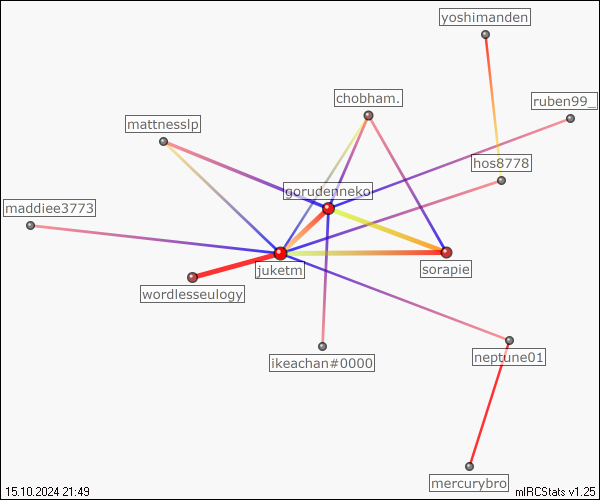 yoshimanden
chobham.
ruben99_
mattnesslp
hos8778
gorudenneko
maddiee3773
juketm
sorapie
wordlesseulogy
ikeachan#0000
neptune01
mercurybro
15.10.2024 21:49
mIRCStats v1.25